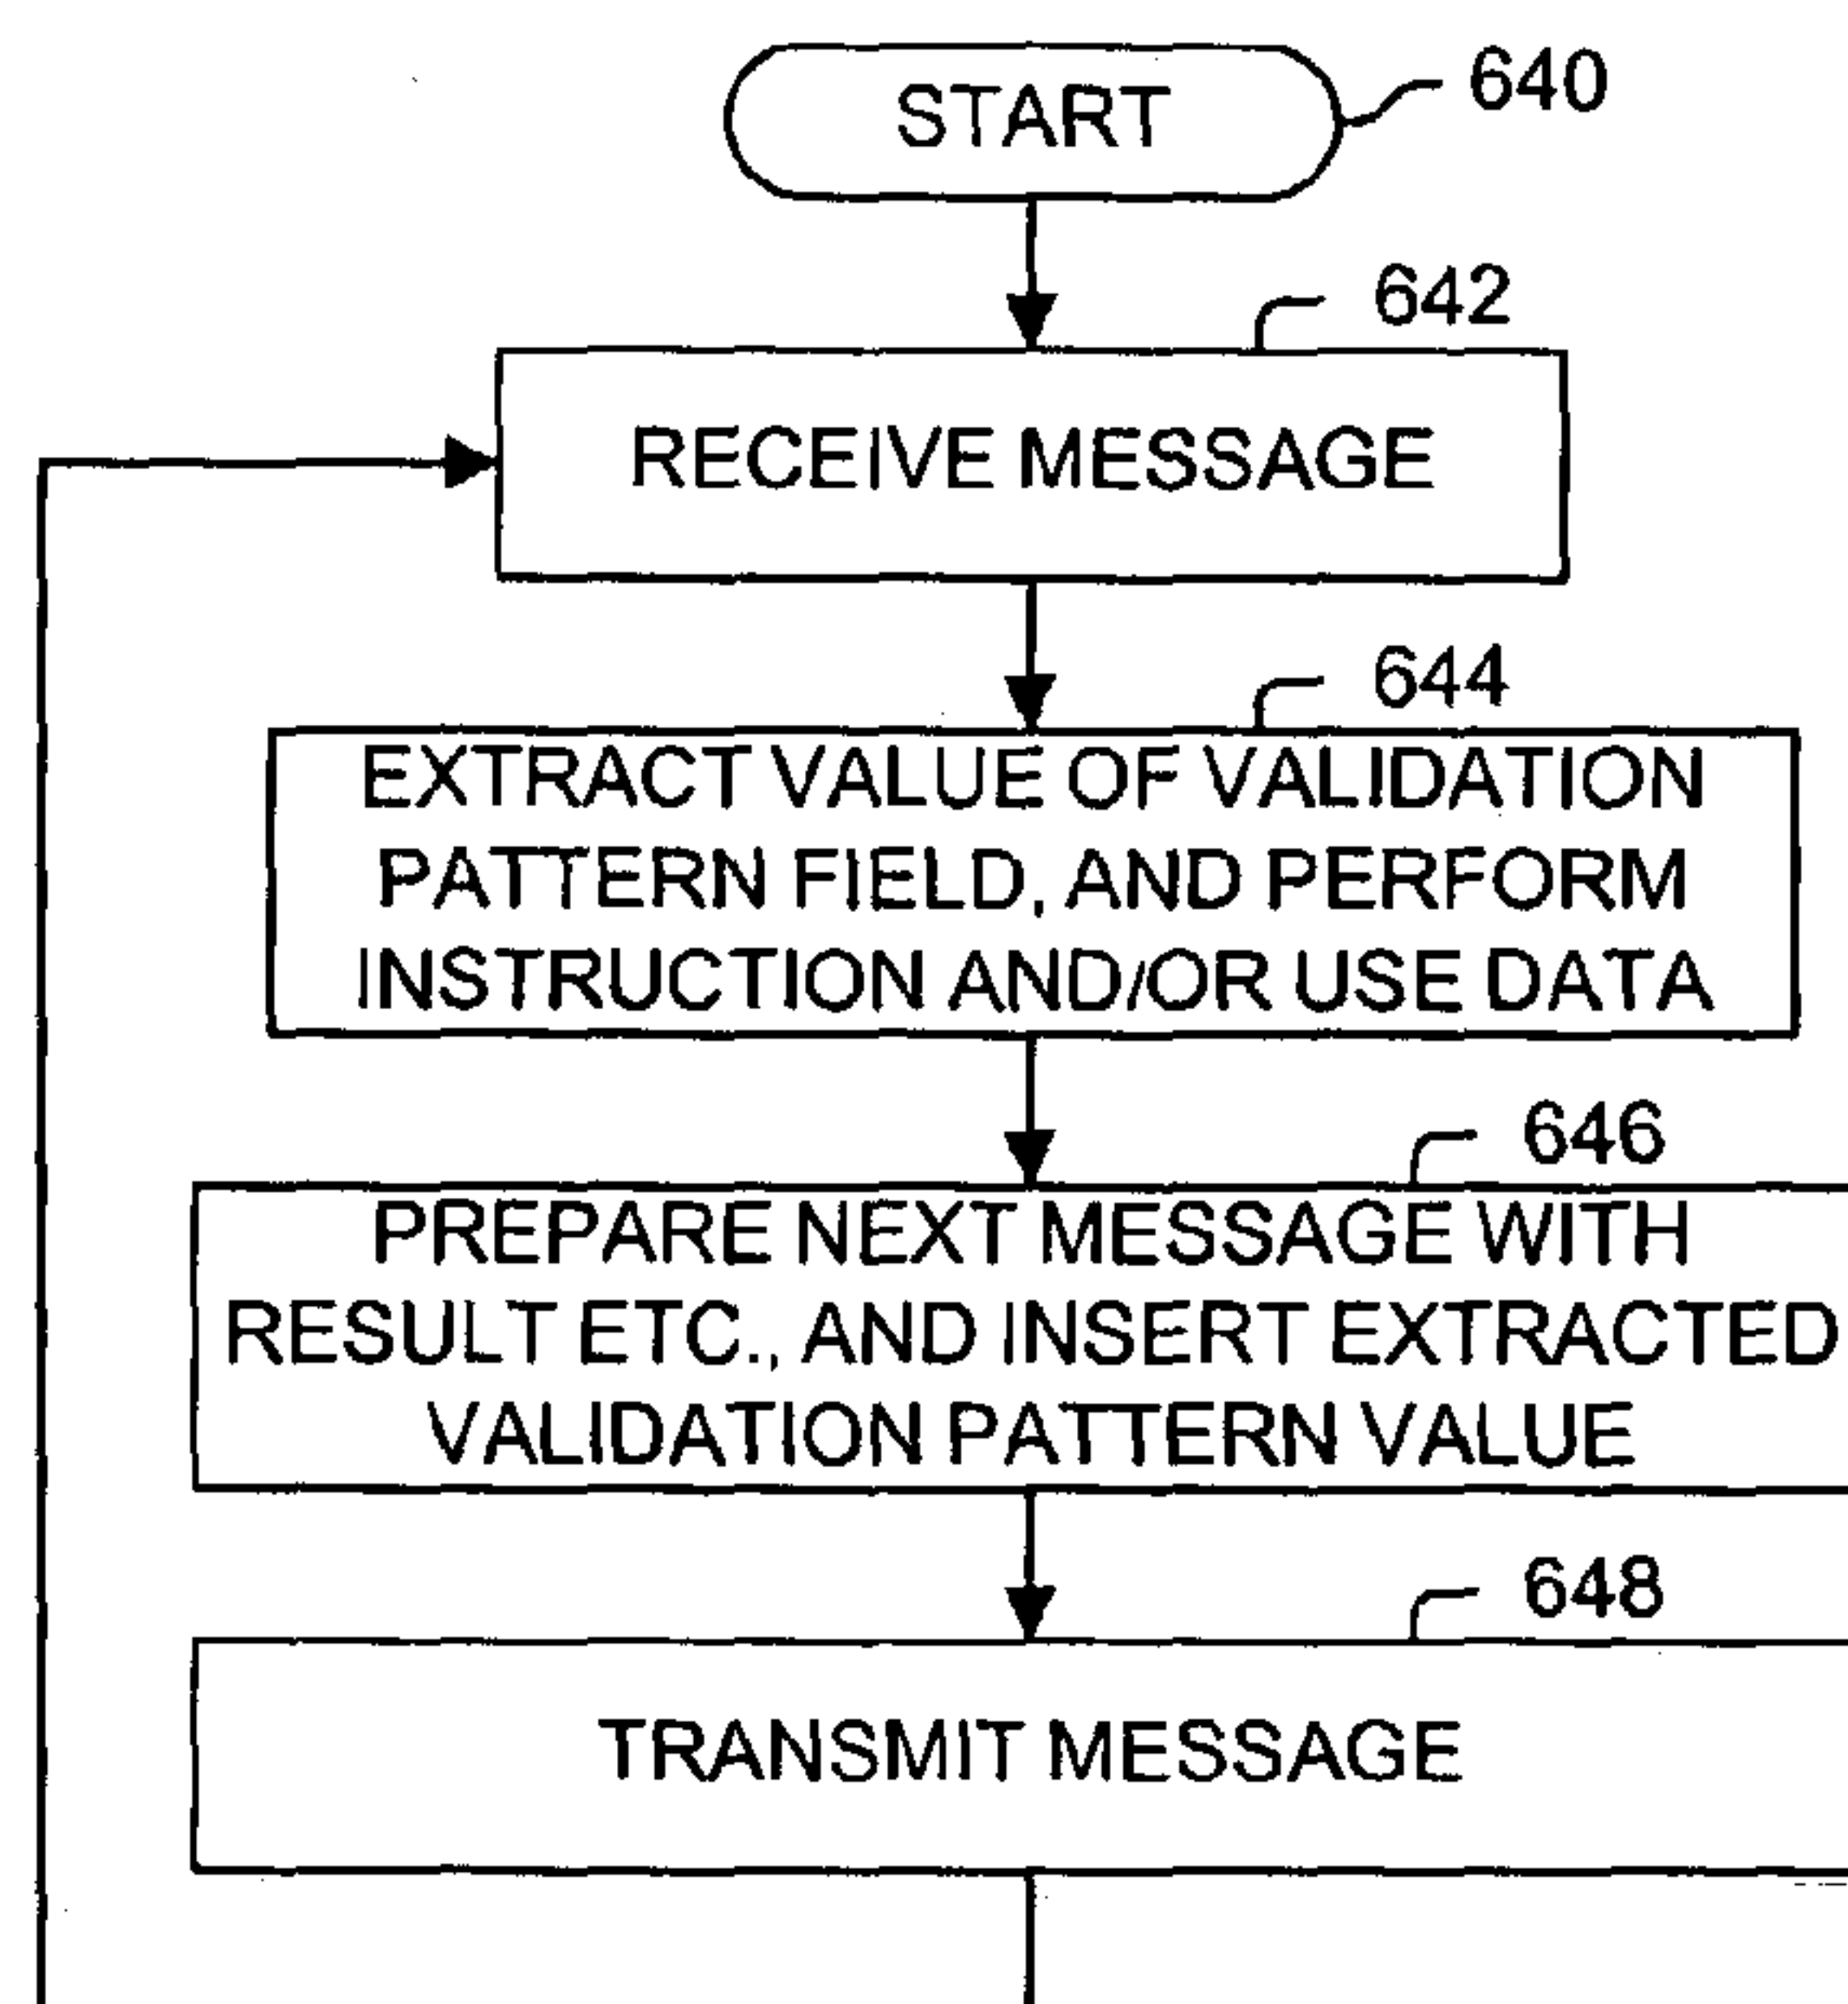 START
640
642
RECEIVE MESSAGE
644
EXTRACT VALUE OF VALIDATION
PATTERN FIELD, AND PERFORM
INSTRUCTION AND/OR USE DATA
646
PREPARE NEXT MESSAGE WITH
RESULT ETC., AND INSERT EXTRACTED
VALIDATION PATTERN VALUE
648
TRANSMIT MESSAGE